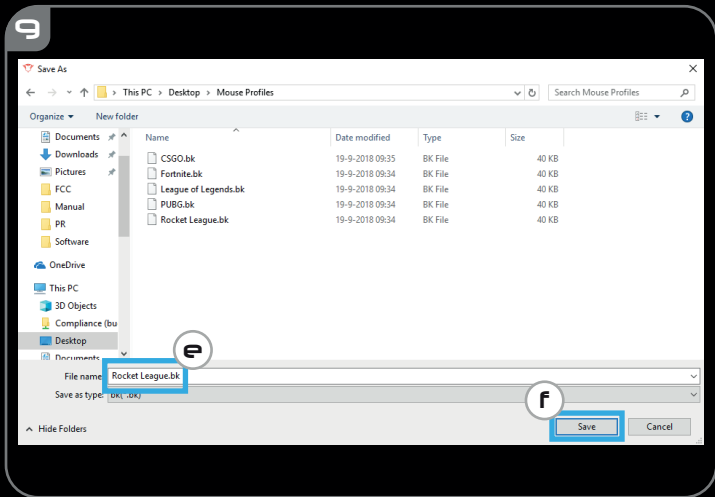 9
Save As
This PC > Desktop > Mouse Profiles
Search Mouse Profiles
Organize
New folder
?
Name Date modified Type Size
Documents
Downloads
Pictures
FCC
Manual
PR
Software
OneDrive
This PC
3D Objects
Compliance (bu
Desktop
Documents
CSGO.bk 19-9-2018 09:35 BK File 40 KB
Fortnite.bk 19-9-2018 09:34 BK File 40 KB
League of Legends.bk 19-9-2018 09:34 BK File 40 KB
PUBG.bk 19-9-2018 09:34 BK File 40 KB
Rocket League.bk 19-9-2018 09:34 BK File 40 KB
e
File name: Rocket League.bk
Save as type: bk(*.bk)
f
Hide Folders
Save
Cancel